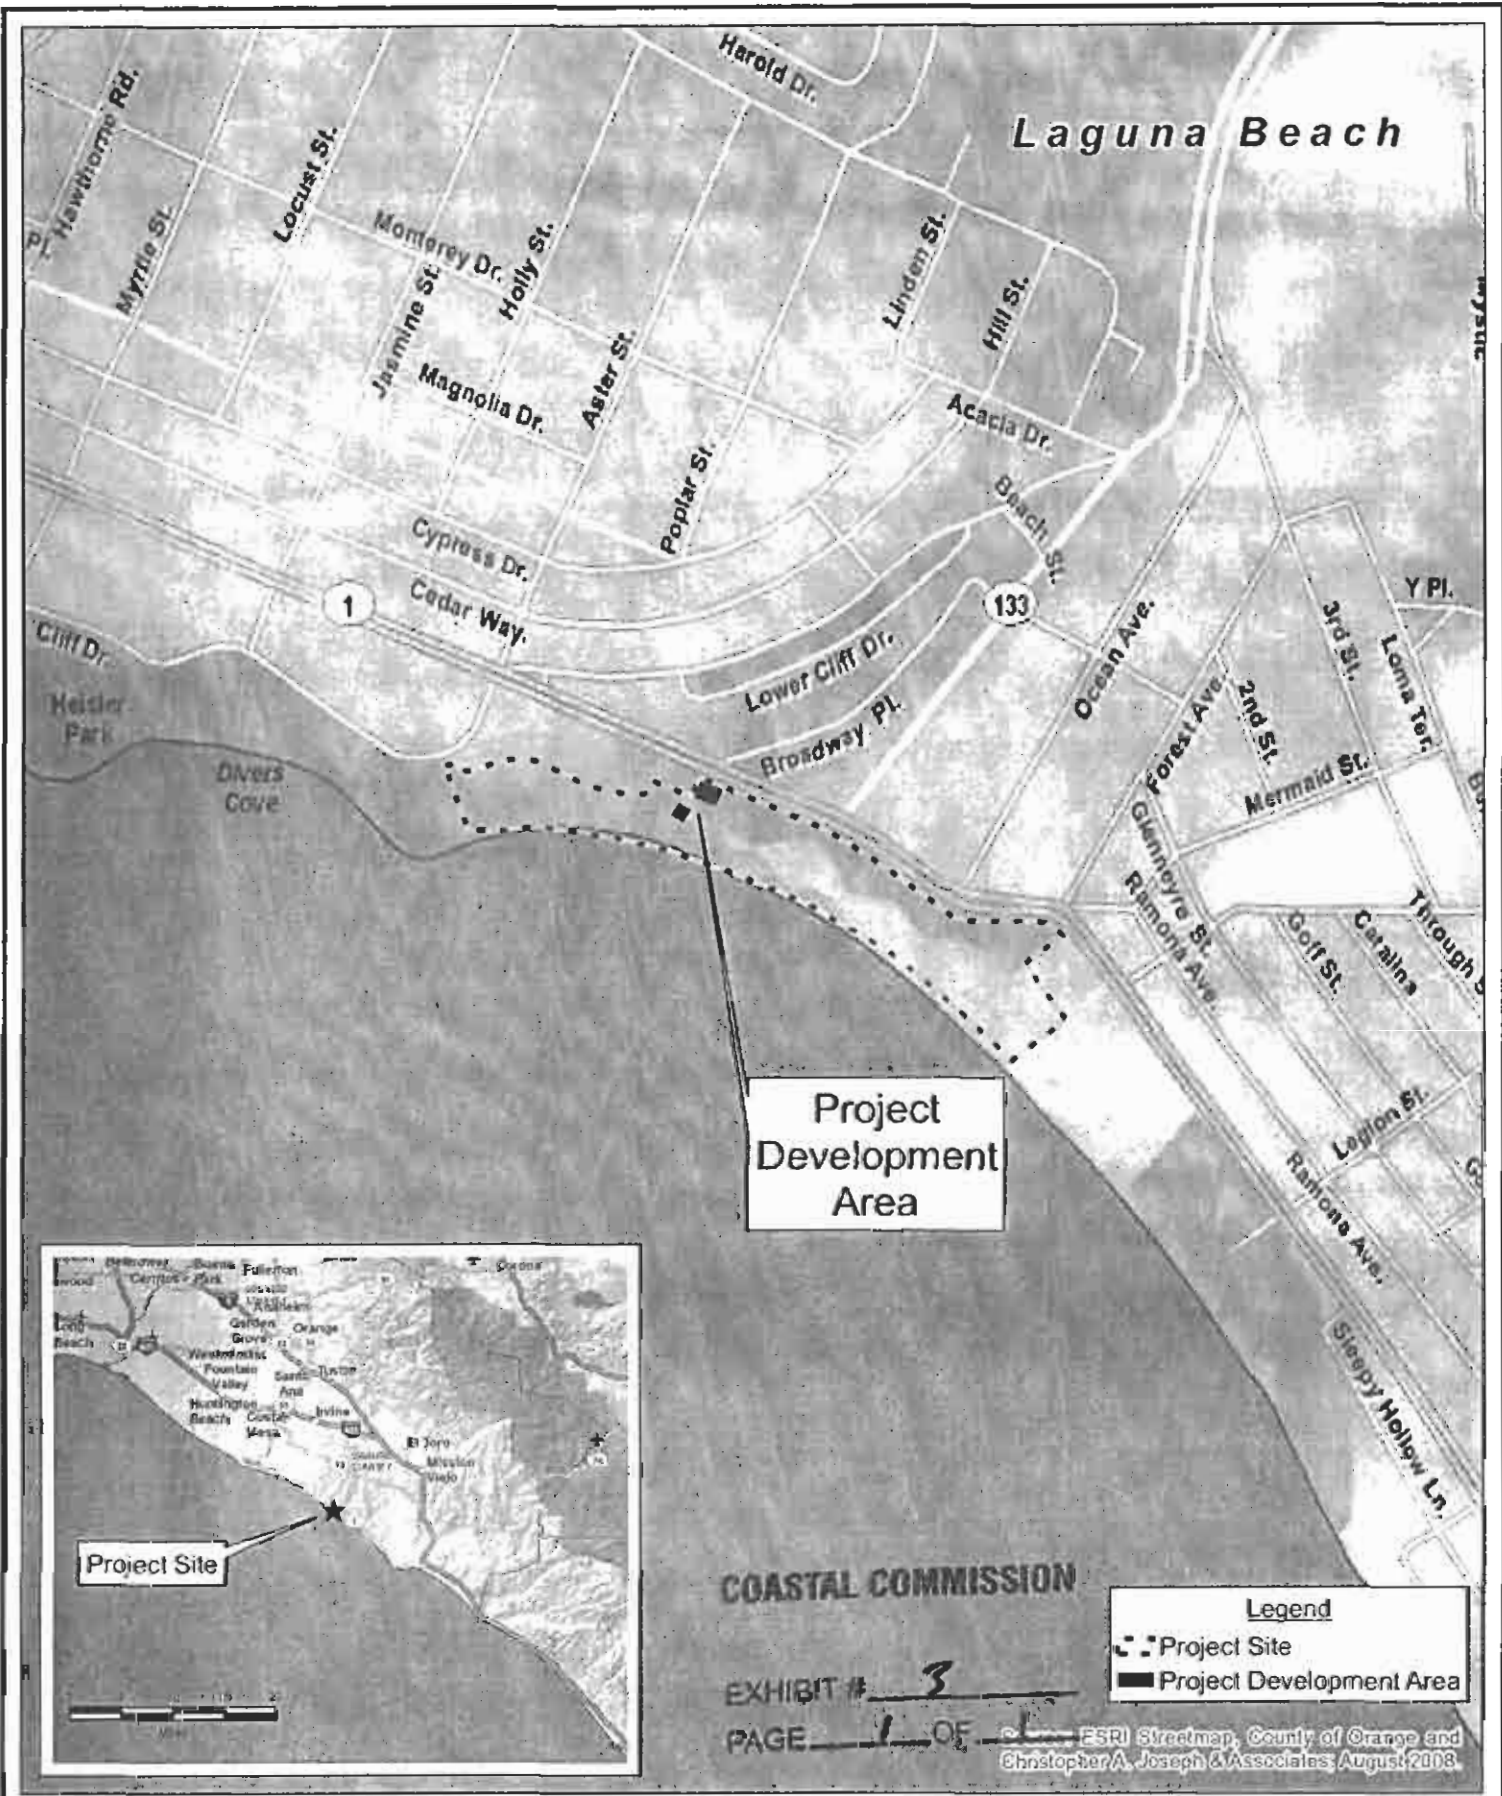 Harold Dr.
Laguna Beach
Hawthorne Rd.
Locust St.
Pl.
Myrtle St.
Monterey Dr.
Holly St.
Linden St.
Hill St.
Jasmine St.
Magnolia Dr.
Aster St.
Acacia Dr.
Poplar St.
Beach St.
Cypress Dr.
Cedar Way.
1
133
Y Pl.
Cliff Dr.
Heisler
Park
Divers
Cove
Lower Cliff Dr.
Broadway Pl.
Ocean Ave.
Forest Ave.
2nd St.
3rd St.
Loma Ter.
Mermaid St.
Glenneyre St.
Ramona Ave.
Goff St.
Catalina
Through S
Legion St.
Ramona Ave.
Sleepy Hollow Ln.
Project
Development
Area
Fullerton
Corona
Park
Anaheim
Garden
Grove
Orange
Long
Beach
Westminster
Fountain
Valley
Santa
Ana
Tustin
Huntington
Beach
Costa
Mesa
Irvine
El Toro
Mission
Viejo
Project Site
COASTAL COMMISSION
EXHIBIT # 3
PAGE 1 OF 1
Legend
Project Site
Project Development Area
ESRI Streetmap, County of Orange and
Christopher A. Joseph & Associates, August 2008.